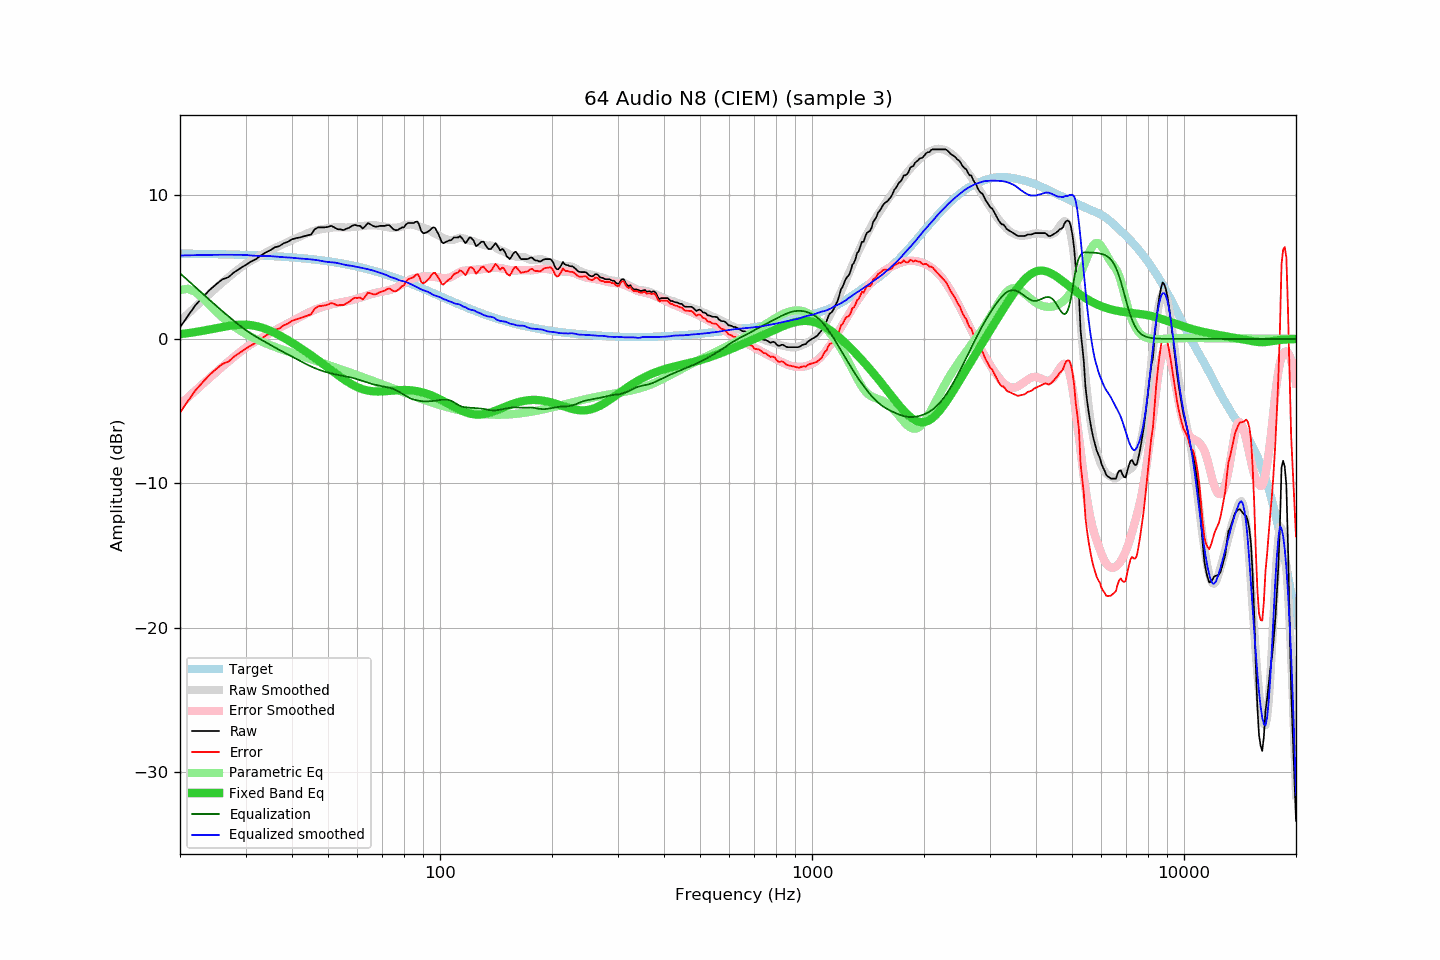 64 Audio N8 (CIEM) (sample 3)
Amplitude (dBr)
10
0
−10
−20
−30
Target
Raw Smoothed
Error Smoothed
Raw
Error
Parametric Eq
Fixed Band Eq
Equalization
Equalized smoothed
100
1000
10000
Frequency (Hz)